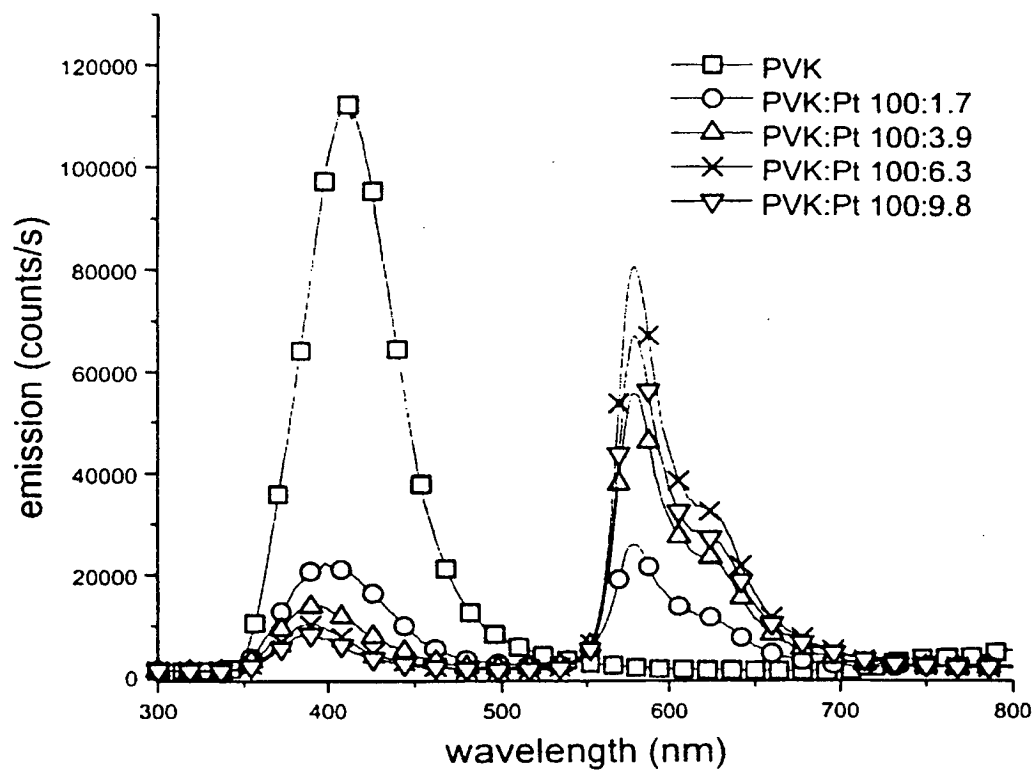 PVK
PVK:Pt 100:1.7
PVK:Pt 100:3.9
PVK:Pt 100:6.3
PVK:Pt 100:9.8
emission (counts/s)
120000
100000
80000
60000
40000
20000
0
300 400 500 600 700 800
wavelength (nm)